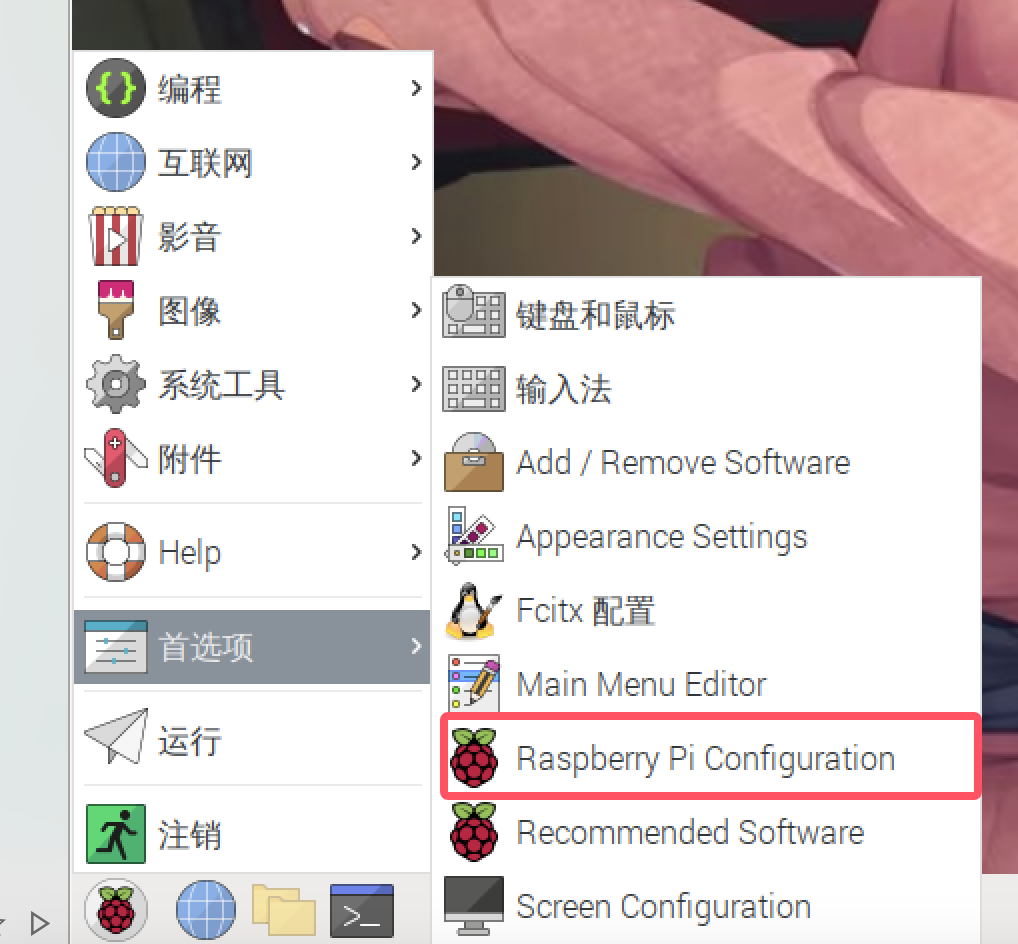 编程
互联网
影音
图像
系统工具
附件
Help
首选项
运行
注销
键盘和鼠标
输入法
Add / Remove Software
Appearance Settings
Fcitx 配置
Main Menu Editor
Raspberry Pi Configuration
Recommended Software
Screen Configuration